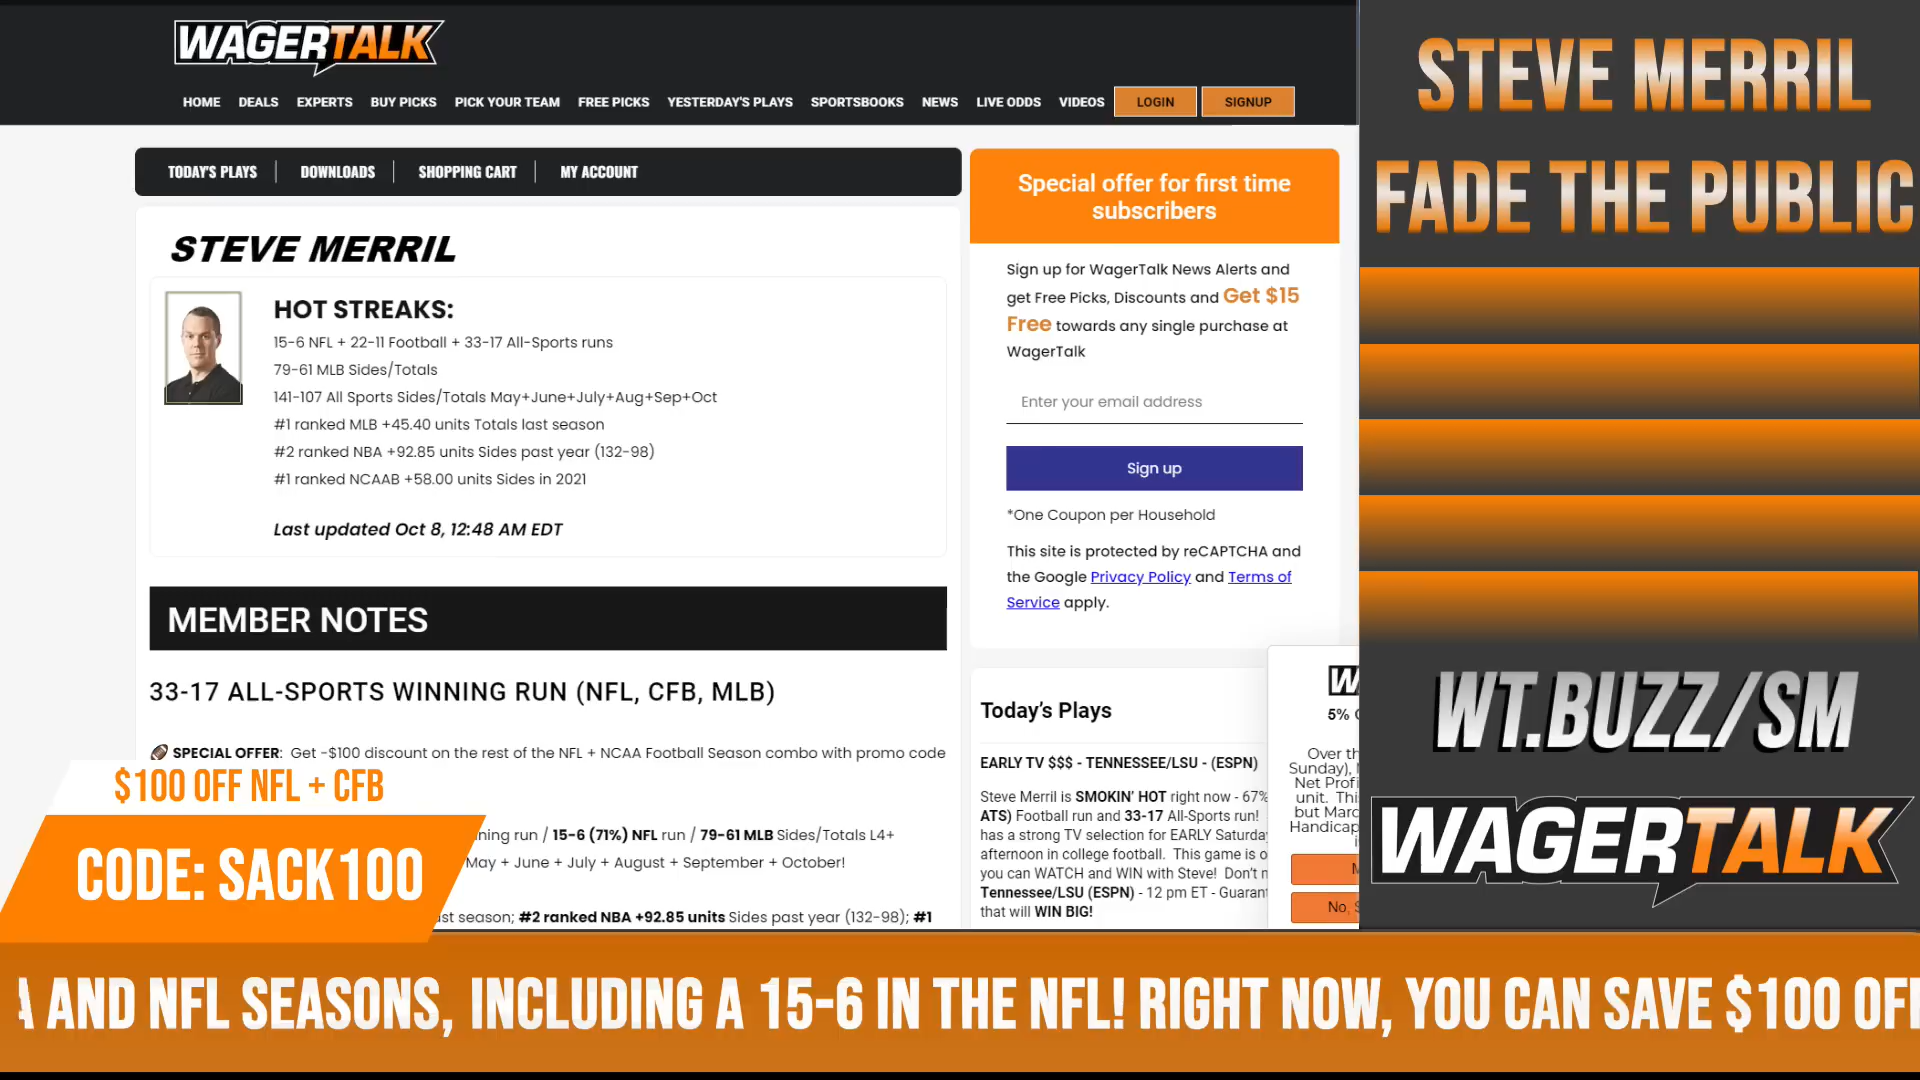 WAGERTALK
HOME DEALS EXPERTS BUY PICKS PICK YOUR TEAM FREE PICKS YESTERDAY'S PLAYS SPORTSBOOKS NEWS LIVE ODDS VIDEOS LOGIN SIGNUP
TODAY'S PLAYS DOWNLOADS SHOPPING CART MY ACCOUNT
STEVE MERRIL
HOT STREAKS:
15-6 NFL + 22-11 Football + 33-17 All-Sports runs
79-61 MLB Sides/Totals
141-107 All Sports Sides/Totals May+June+July+Aug+Sep+Oct
#1 ranked MLB +45.40 units Totals last season
#2 ranked NBA +92.85 units Sides past year (132-98)
#1 ranked NCAAB +58.00 units Sides in 2021
Last updated Oct 8, 12:48 AM EDT
MEMBER NOTES
33-17 ALL-SPORTS WINNING RUN (NFL, CFB, MLB)
SPECIAL OFFER: Get -$100 discount on the rest of the NFL + NCAA Football Season combo with promo code
run / 15-6 (71%) NFL run / 79-61 MLB Sides/Totals L4+
May + June + July + August + September + October!
season; #2 ranked NBA +92.85 units Sides past year (132-98); #1
Special offer for first time
subscribers
Sign up for WagerTalk News Alerts and
get Free Picks, Discounts and Get $15
Free towards any single purchase at
WagerTalk
Enter your email address
Sign up
*One Coupon per Household
This site is protected by reCAPTCHA and
the Google Privacy Policy and Terms of
Service apply.
Today's Plays
EARLY TV $$$ - TENNESSEE/LSU - (ESPN)
Steve Merril is SMOKIN' HOT right now - 67%
ATS) Football run and 33-17 All-Sports run!
has a strong TV selection for EARLY Saturday
afternoon in college football. This game is
you can WATCH and WIN with Steve! Don't
Tennessee/LSU (ESPN) - 12 pm ET -
that will WIN BIG!
5%
Over
Sunday),
Net
unit.
but
No,
STEVE MERRIL
FADE THE PUBLIC
WT.BUZZ/SM
WAGERTALK
$100 OFF NFL + CFB
CODE: SACK100
AND NFL SEASONS, INCLUDING A 15-6 IN THE NFL! RIGHT NOW, YOU CAN SAVE $100